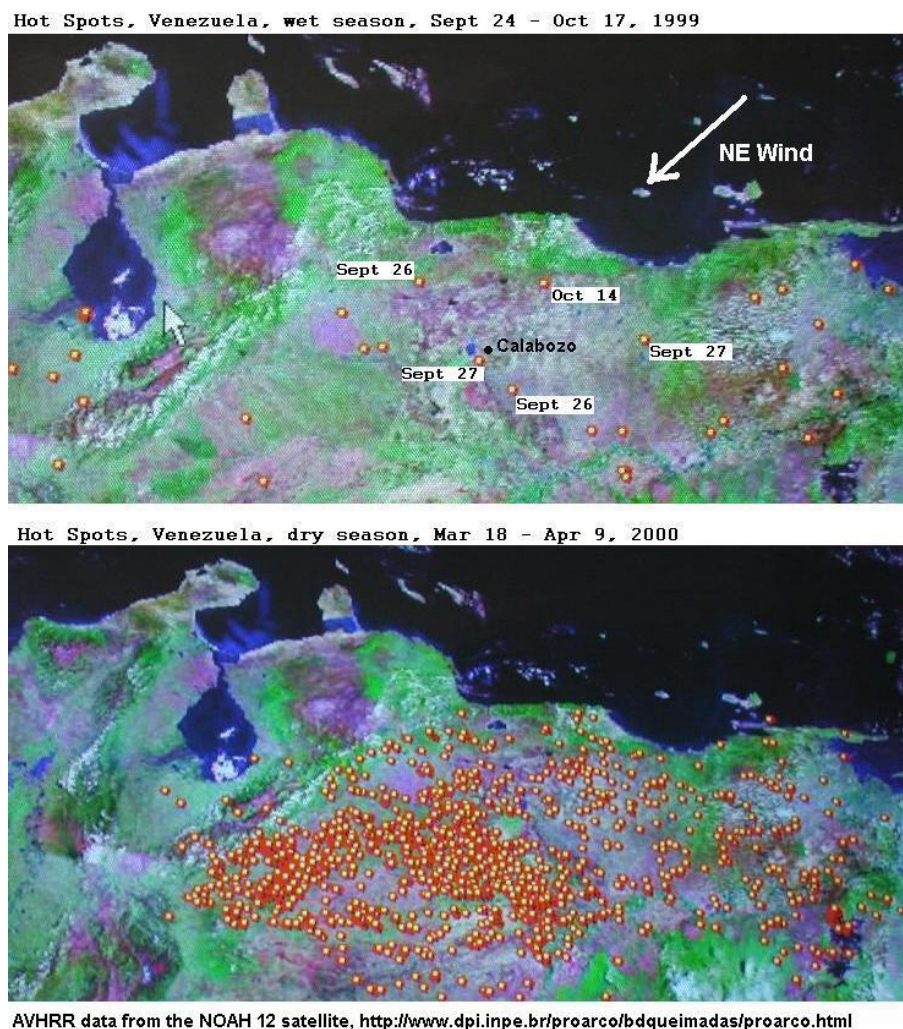 Hot Spots, Venezuela, wet season, Sept 24 - Oct 17, 1999
NE Wind
Sept 26
Oct 14
Calabozo
Sept 27
Sept 27
Sept 26
Hot Spots, Venezuela, dry season, Mar 18 - Apr 9, 2000
AVHRR data from the NOAH 12 satellite, http://www.dpi.inpe.br/proarco/bdqueimadas/proarco.html